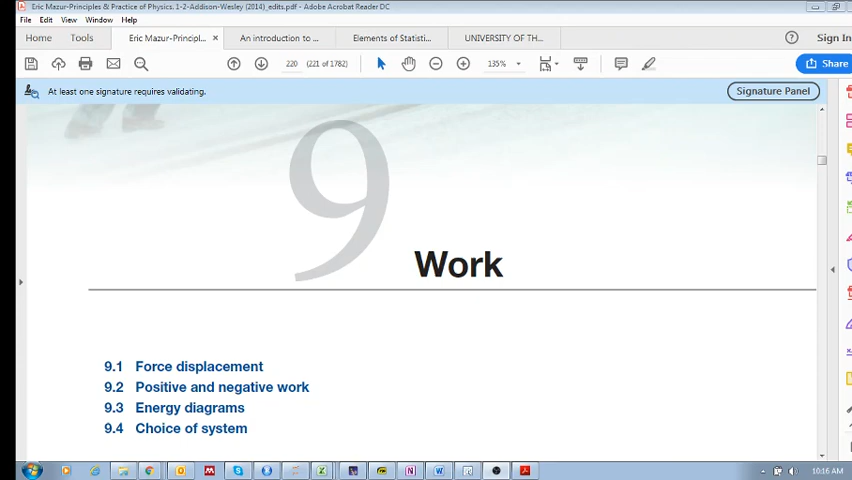 Eric Mazur-Principles & Practice of Physics. 1-2-Addison-Wesley (2014)_edits.pdf - Adobe Acrobat Reader DC
File Edit View Window Help
Home Tools Eric Mazur-Principl... × An introduction to ... Elements of Statisti... UNIVERSITY OF TH... ? Sign In
220 (221 of 1782) 135% Share
At least one signature requires validating. Signature Panel
9
Work
9.1 Force displacement
9.2 Positive and negative work
9.3 Energy diagrams
9.4 Choice of system
10:16 AM